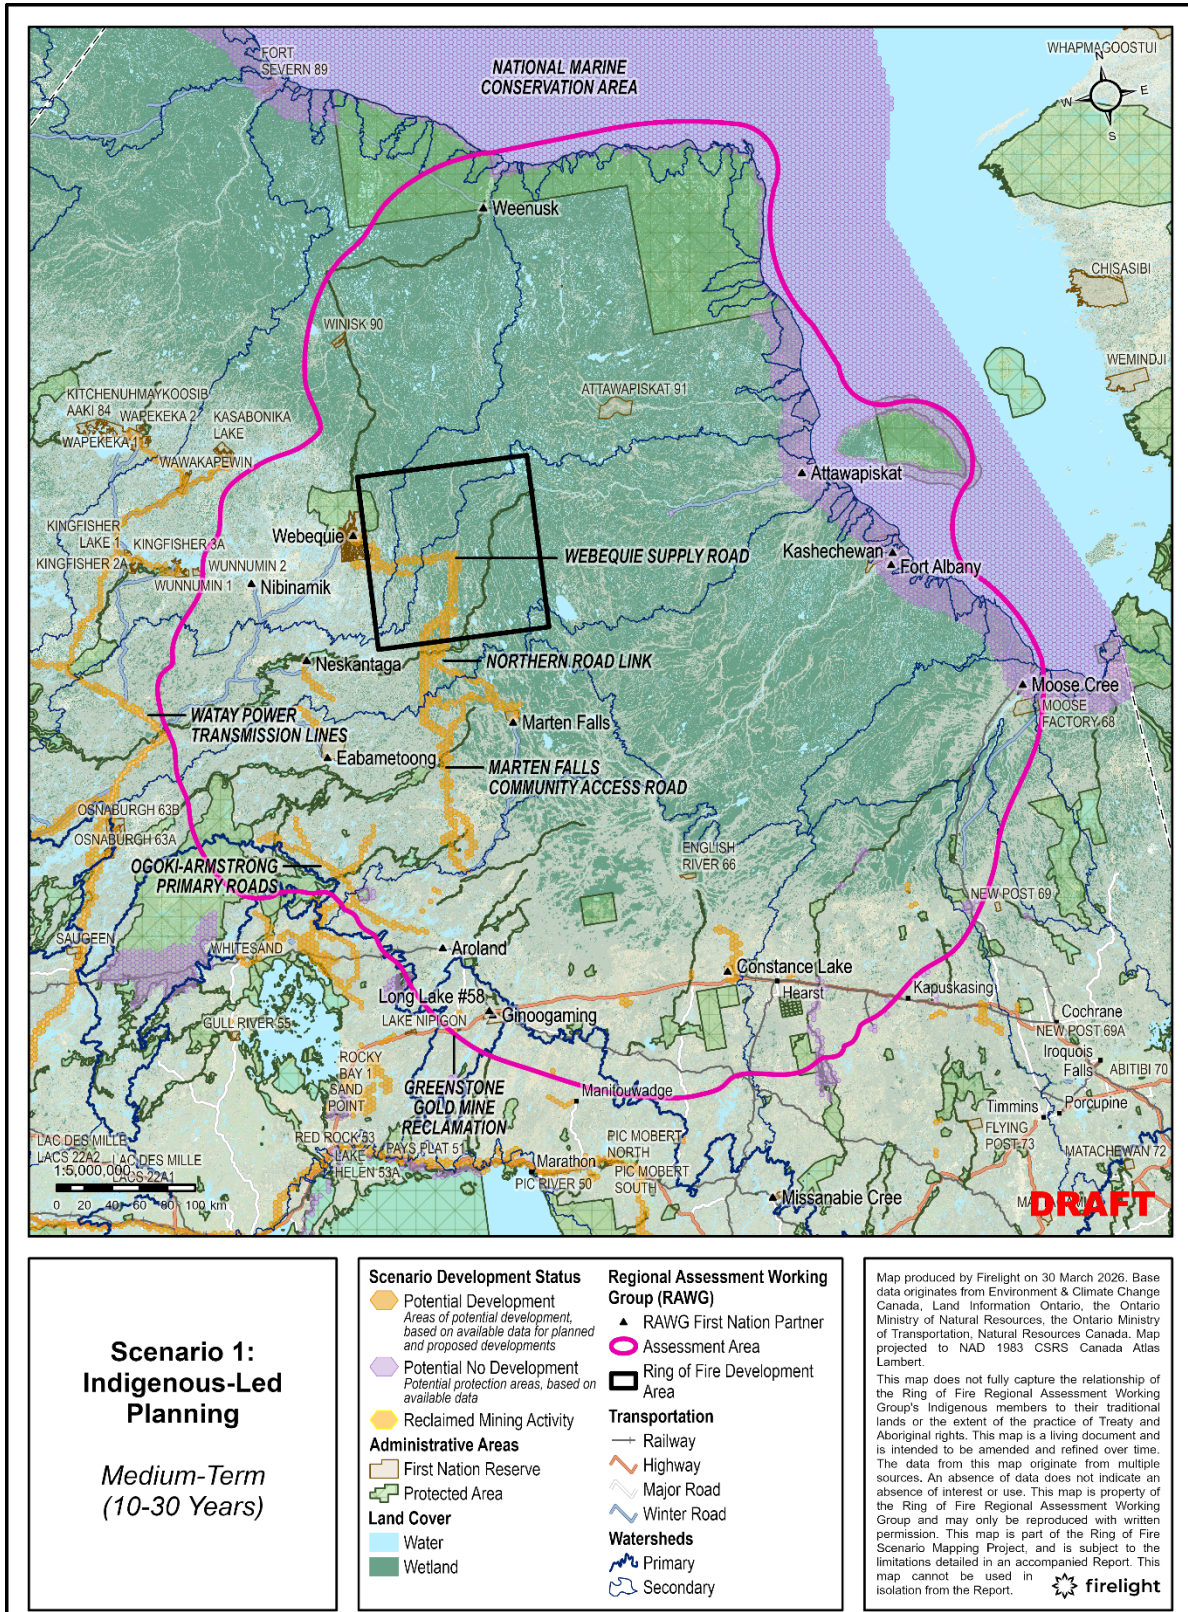 FORT
SEVERN 89
NATIONAL MARINE
CONSERVATION AREA
WHAPMAGOOSTUI
N
W
E
S
Weenusk
CHISASIBI
WINISK 90
WEMINDJI
KITCHENUHMAYKOOSIB
AAKI 84
WAPEKEKA 2
WAPEKEKA 1
KASABONIKA
LAKE
WAWAKAPEWIN
ATTAWAPISKAT 91
Attawapiskat
KINGFISHER
LAKE 1
KINGFISHER 3A
KINGFISHER 2A
WUNNUMIN 2
WUNNUMIN 1
Webequie
Nibinamik
WEBEQUIE SUPPLY ROAD
Kashechewan
Fort Albany
Neskantaga
NORTHERN ROAD LINK
Moose Cree
MOOSE
FACTORY 68
WATAY POWER
TRANSMISSION LINES
Marten Falls
Eabametoong
MARTEN FALLS
COMMUNITY ACCESS ROAD
OSNABURGH 63B
OSNABURGH 63A
OGOKI-ARMSTRONG
PRIMARY ROADS
ENGLISH
RIVER 66
NEW POST 69
SAUGEEN
WHITESAND
Aroland
Constance Lake
Hearst
Kapuskasing
Long Lake #58
LAKE NIPIGON
Ginoogaming
GULL RIVER 55
Cochrane
NEW POST 69A
Iroquois
Falls
ABITIBI 70
ROCKY
BAY 1
SAND
POINT
GREENSTONE
GOLD MINE
RECLAMATION
Manitouwadge
Timmins
Porcupine
FLYING
POST 73
MATACHEWAN 72
LAC DES MILLE
LACS 22A2
LAC DES MILLE
LACS 22A1
RED ROCK 53
LAKE
HELEN 53A
PAYS PLAT 51
PIC MOBERT
NORTH
PIC MOBERT
SOUTH
Marathon
PIC RIVER 50
Missanabie Cree
1:5,000,000
0 20 40 60 80 100 km
DRAFT
Scenario 1:
Indigenous-Led
Planning
Medium-Term
(10-30 Years)
Scenario Development Status
Potential Development
Areas of potential development,
based on available data for planned
and proposed developments
Potential No Development
Potential protection areas, based on
available data
Reclaimed Mining Activity
Administrative Areas
First Nation Reserve
Protected Area
Land Cover
Water
Wetland
Regional Assessment Working
Group (RAWG)
RAWG First Nation Partner
Assessment Area
Ring of Fire Development
Area
Transportation
Railway
Highway
Major Road
Winter Road
Watersheds
Primary
Secondary
Map produced by Firelight on 30 March 2026. Base
data originates from Environment & Climate Change
Canada, Land Information Ontario, the Ontario
Ministry of Natural Resources, the Ontario Ministry
of Transportation, Natural Resources Canada. Map
projected to NAD 1983 CSRS Canada Atlas
Lambert.
This map does not fully capture the relationship of
the Ring of Fire Regional Assessment Working
Group's Indigenous members to their traditional
lands or the extent of the practice of Treaty and
Aboriginal rights. This map is a living document and
is intended to be amended and refined over time.
The data from this map originate from multiple
sources. An absence of data does not indicate an
absence of interest or use. This map is property of
the Ring of Fire Regional Assessment Working
Group and may only be reproduced with written
permission. This map is part of the Ring of Fire
Scenario Mapping Project, and is subject to the
limitations detailed in an accompanied Report. This
map cannot be used in
isolation from the Report.
firelight